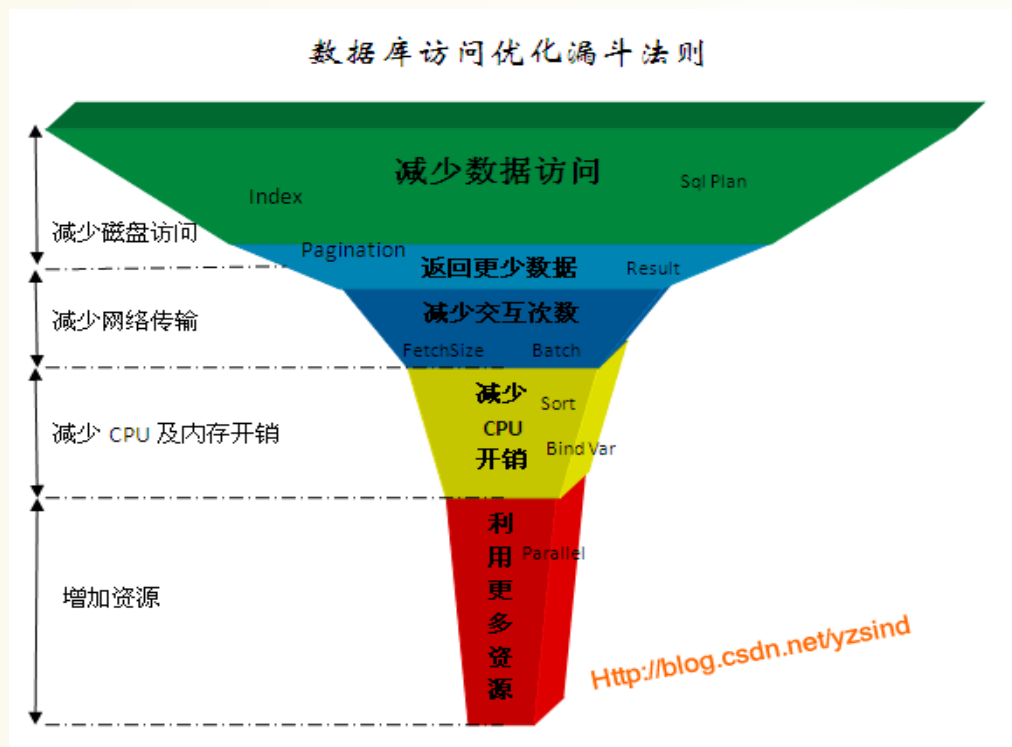 数据库访问优化漏斗法则
减少数据访问
Index
Sql Plan
减少磁盘访问
Pagination
返回更少数据
Result
减少网络传输
减少交互次数
FetchSize
Batch
减少 CPU 及内存开销
减少
CPU
开销
Sort
Bind Var
增加资源
利
用
更
多
资
源
Parallel
Http://blog.csdn.net/yzsind